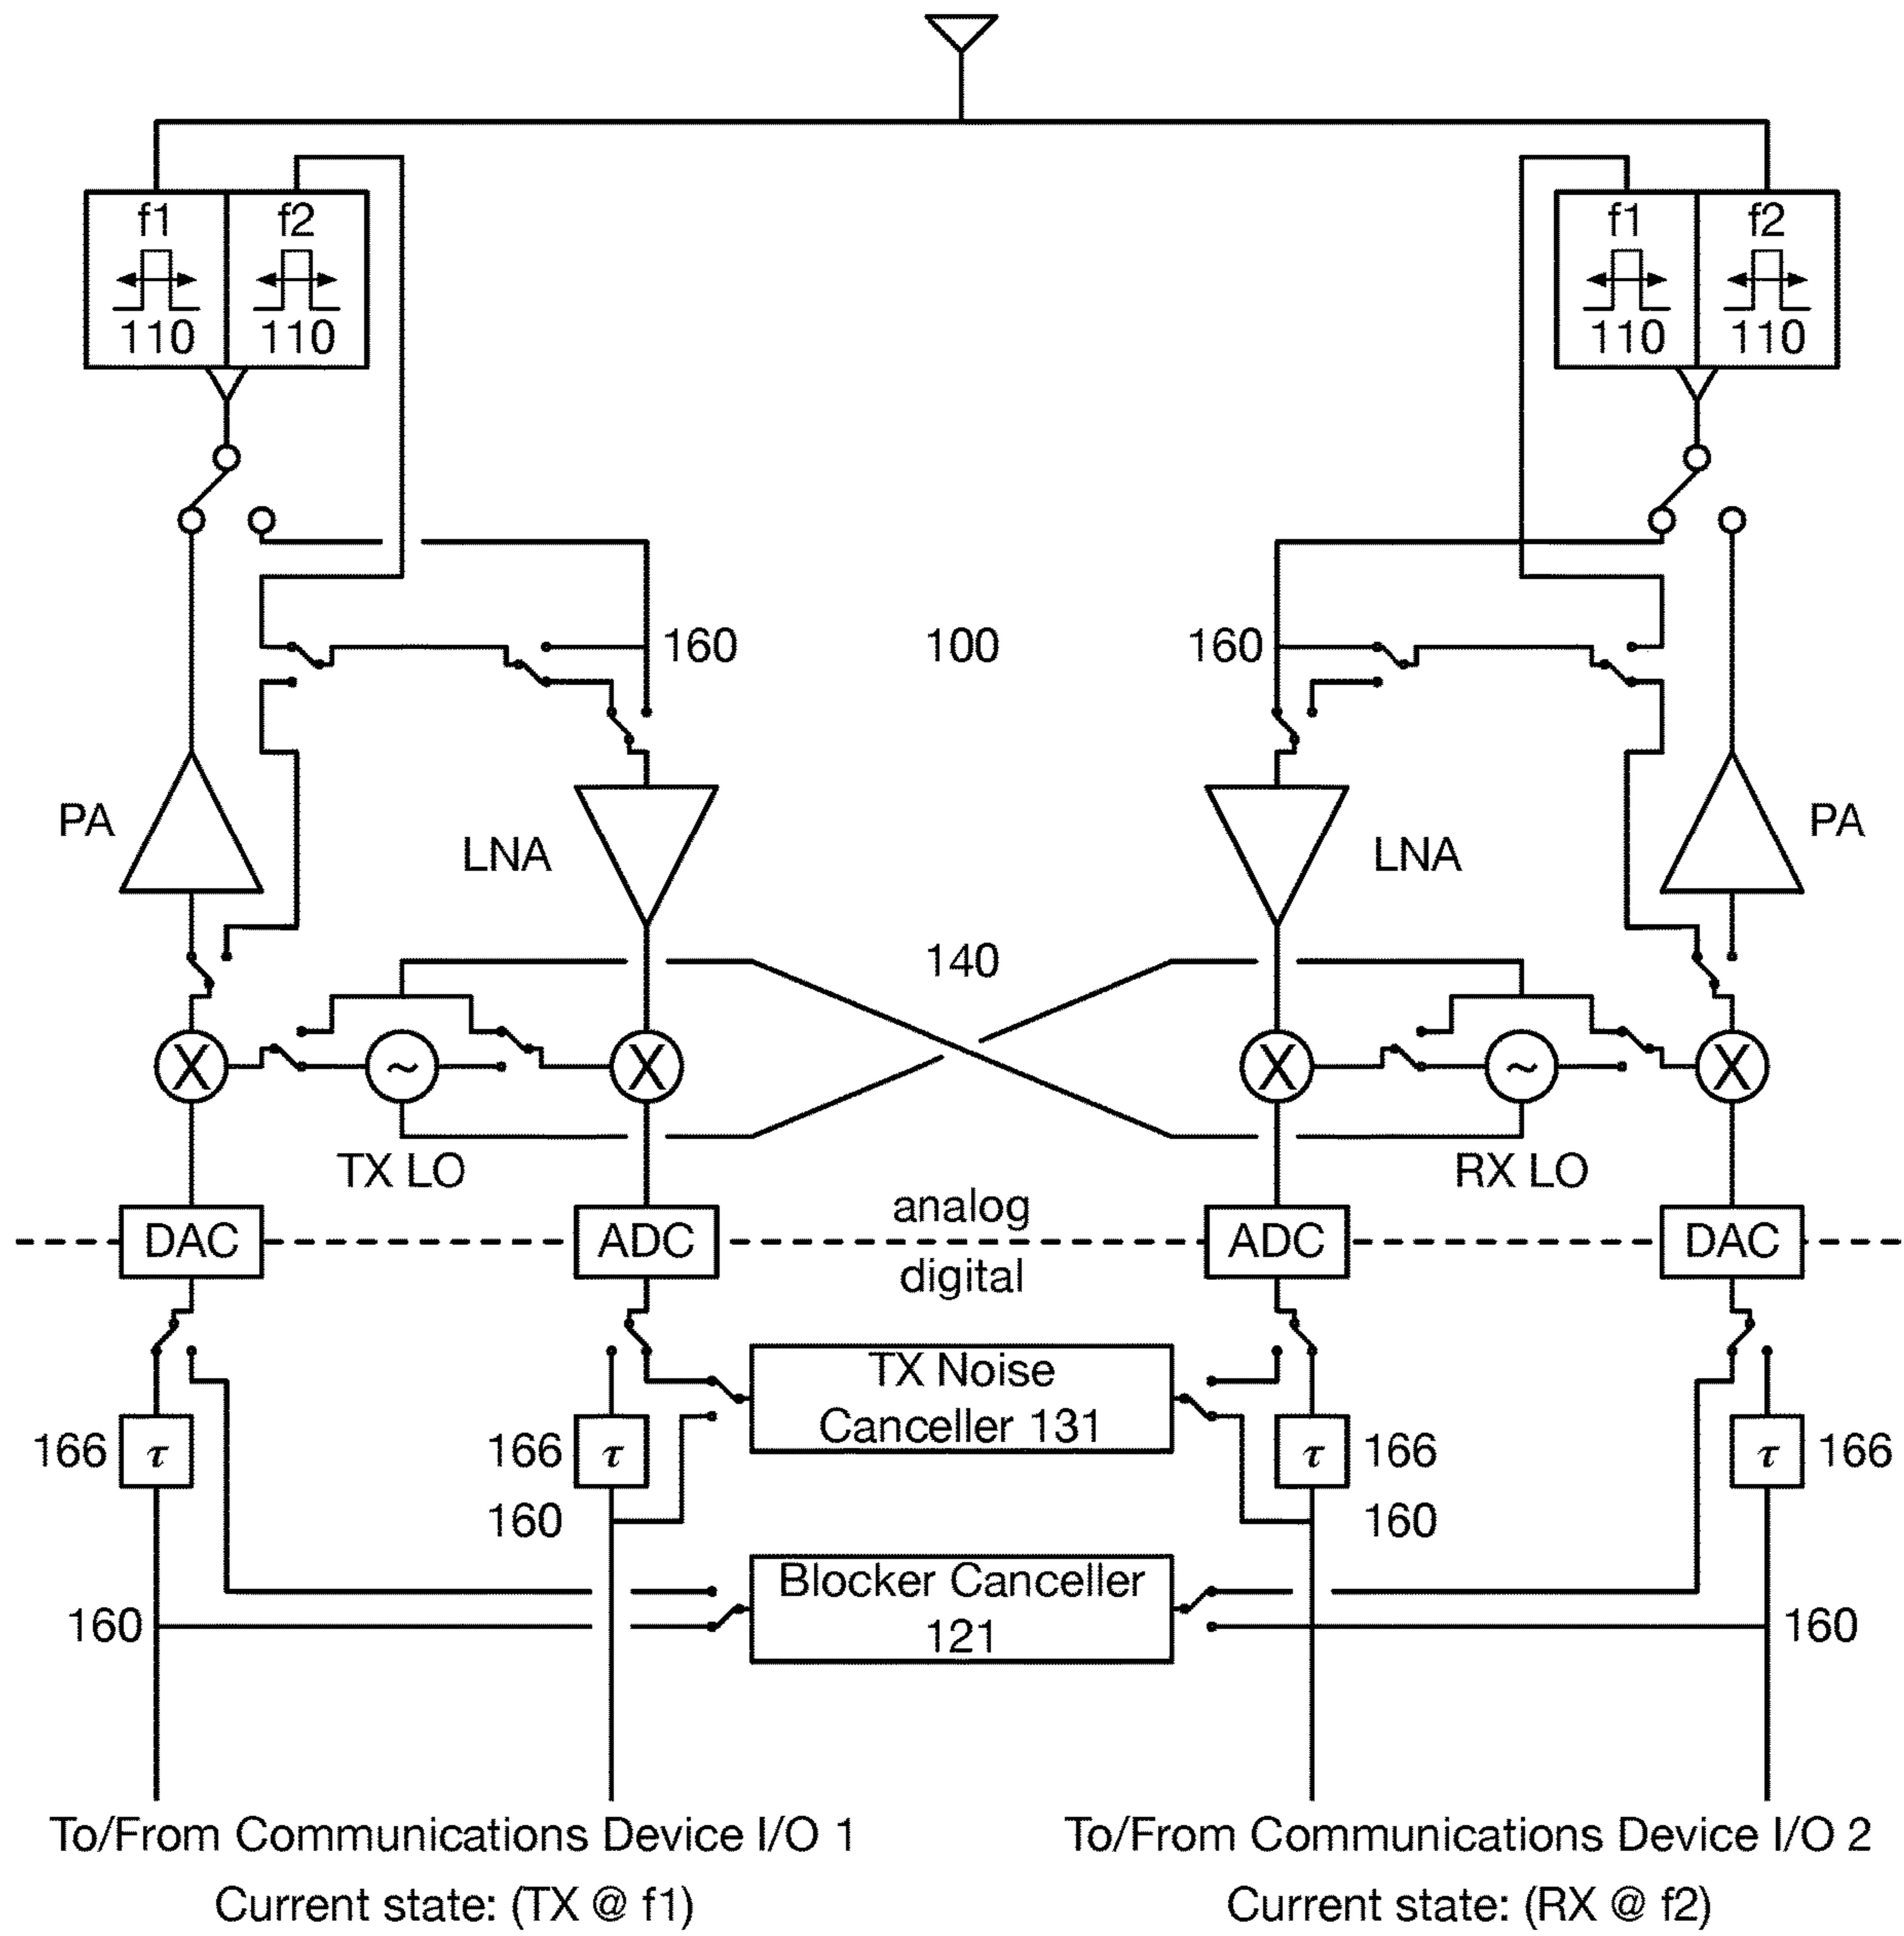 f1 f2 f1 f2
110 110 110 110
160 100 160
PA LNA LNA PA
140
X ~ X X ~ X
TX LO RX LO
analog
DAC ADC ADC DAC
digital
TX Noise
Canceller 131
166 τ 166 τ τ 166 τ 166
160 160
Blocker Canceller
121
160 160
To/From Communications Device I/O 1 To/From Communications Device I/O 2
Current state: (TX @ f1) Current state: (RX @ f2)